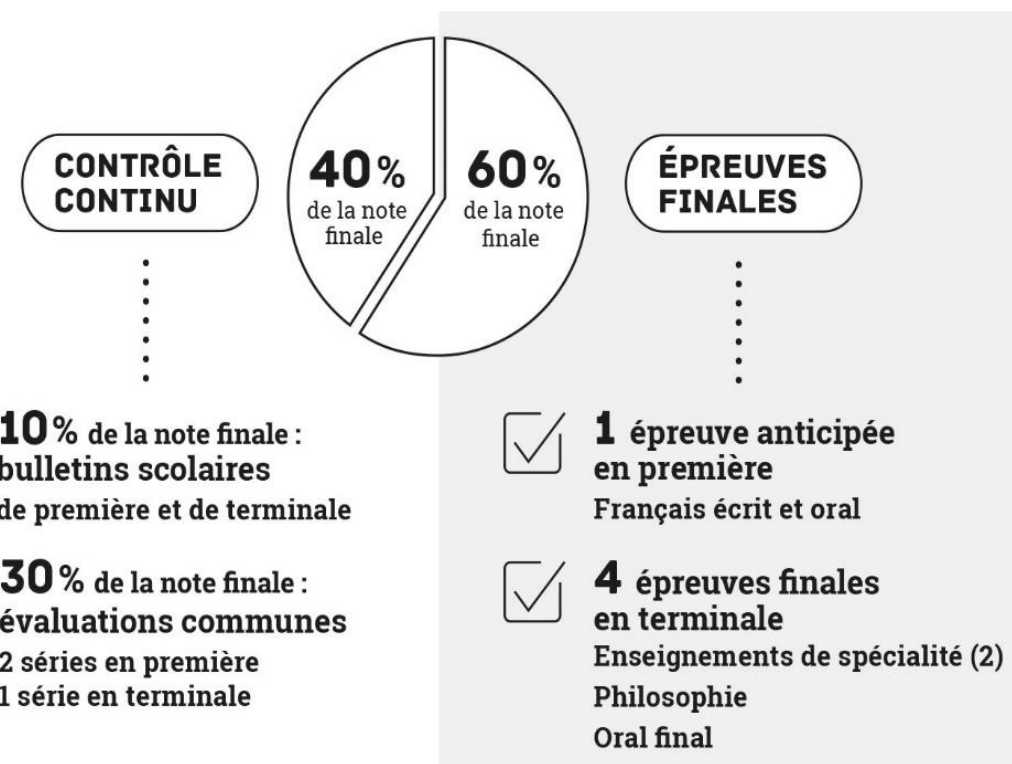 CONTRÔLE
CONTINU
40%
de la note
finale
60%
de la note
finale
ÉPREUVES
FINALES
10% de la note finale :
bulletins scolaires
de première et de terminale
30% de la note finale :
évaluations communes
2 séries en première
1 série en terminale
1 épreuve anticipée
en première
Français écrit et oral
4 épreuves finales
en terminale
Enseignements de spécialité (2)
Philosophie
Oral final